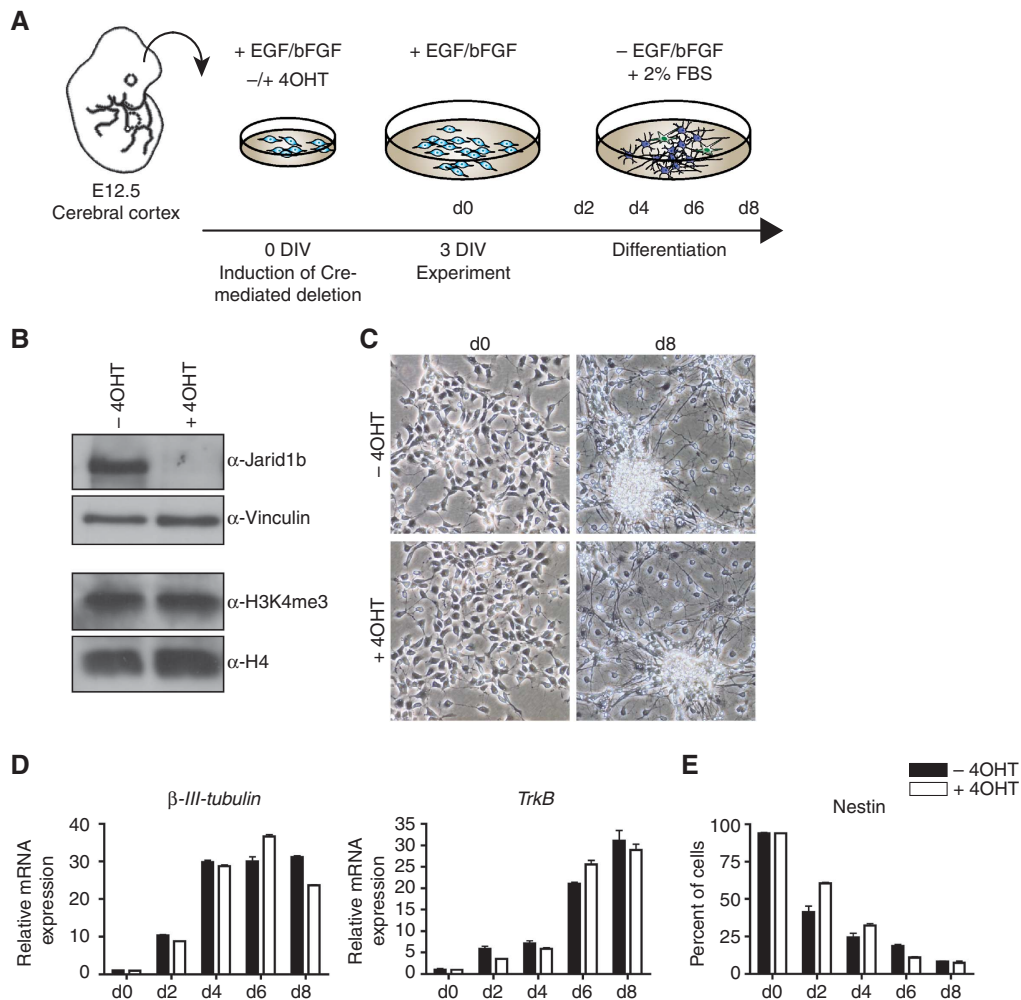 A
+ EGF/bFGF
–/+ 4OHT
+ EGF/bFGF
– EGF/bFGF
+ 2% FBS
E12.5
Cerebral cortex
d0
d2
d4
d6
d8
0 DIV
Induction of Cre-
mediated deletion
3 DIV
Experiment
Differentiation
B
– 4OHT
+ 4OHT
α-Jarid1b
α-Vinculin
α-H3K4me3
α-H4
C
d0
d8
– 4OHT
+ 4OHT
D
β-III-tubulin
Relative mRNA
expression
40
30
20
10
0
d0
d2
d4
d6
d8
TrkB
Relative mRNA
expression
35
30
25
20
15
10
5
0
d0
d2
d4
d6
d8
E
– 4OHT
+ 4OHT
Nestin
Percent of cells
100
75
50
25
0
d0
d2
d4
d6
d8